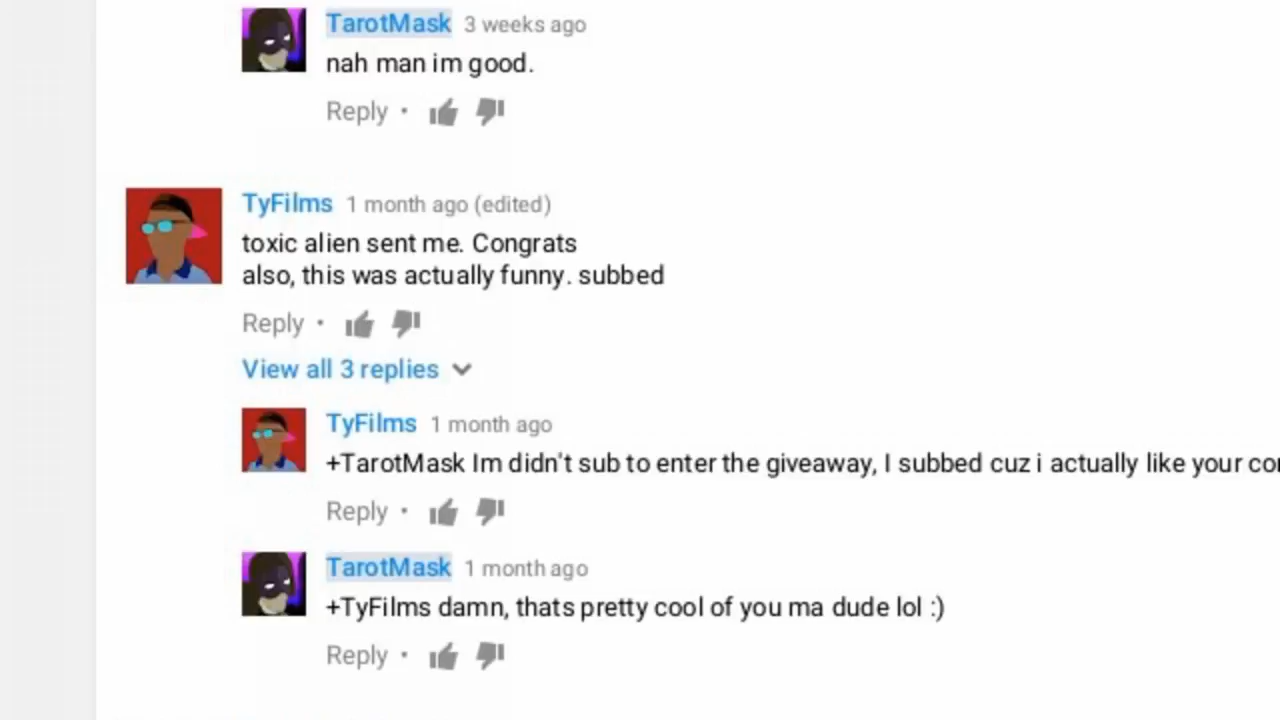 TarotMask 3 weeks ago
nah man im good.
Reply •
TyFilms 1 month ago (edited)
toxic alien sent me. Congrats
also, this was actually funny. subbed
Reply •
View all 3 replies
TyFilms 1 month ago
+TarotMask Im didn't sub to enter the giveaway, I subbed cuz i actually like your
Reply •
TarotMask 1 month ago
+TyFilms damn, thats pretty cool of you ma dude lol :)
Reply •